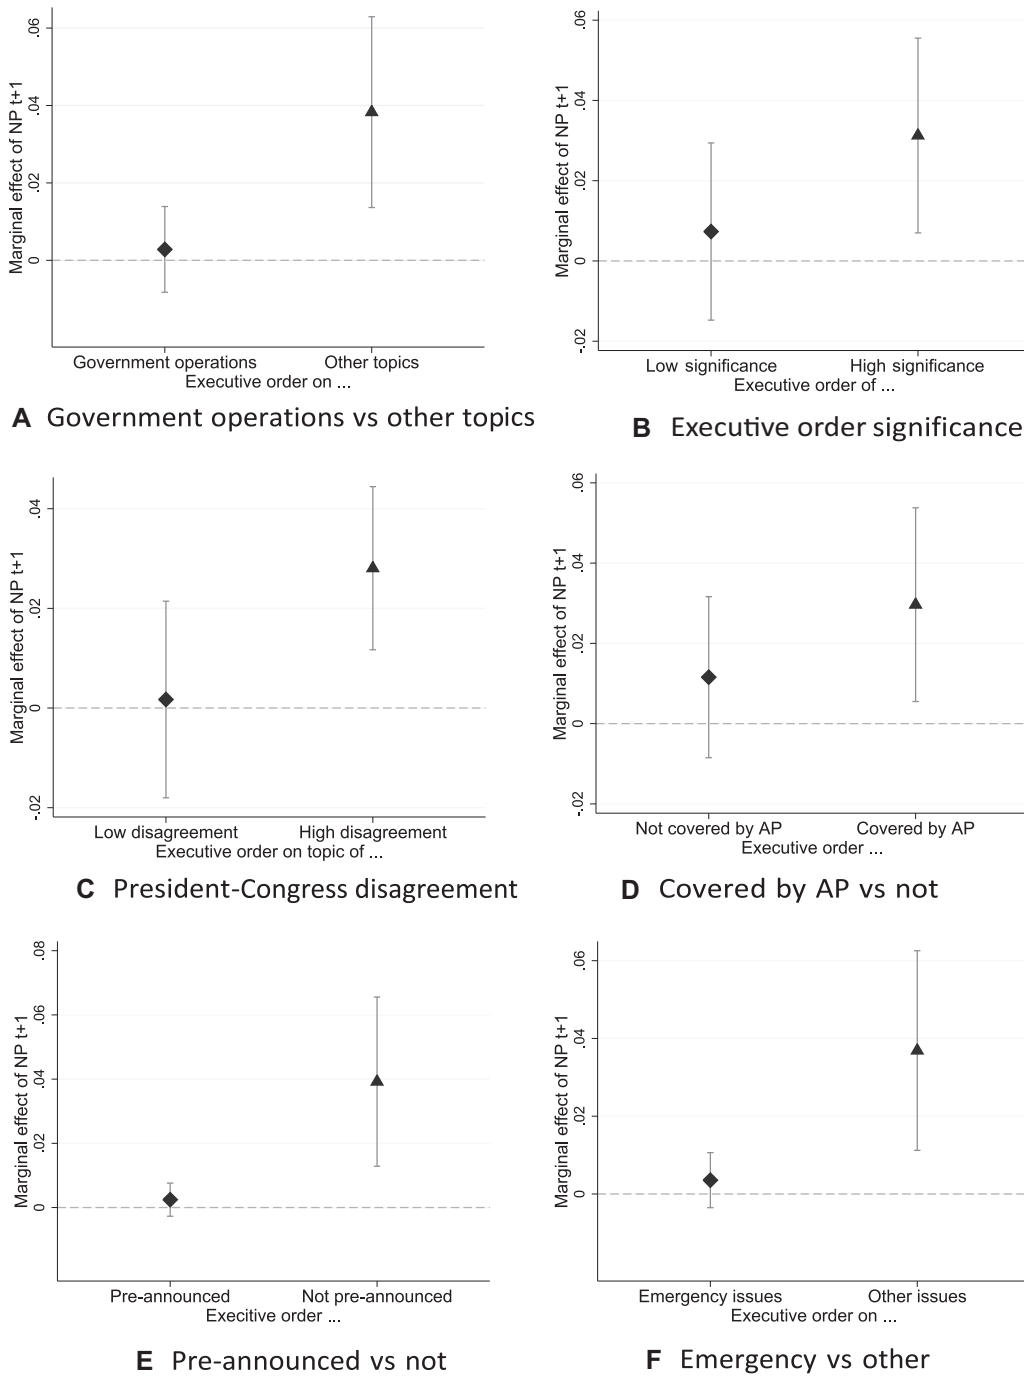 Marginal effect of NP t+1
.06
.04
.02
0
Government operations
Other topics
Executive order on ...
A Government operations vs other topics
Marginal effect of NP t+1
.06
.04
.02
0
-.02
Low significance
High significance
Executive order of ...
B Executive order significance
Marginal effect of NP t+1
.04
.02
0
-.02
Low disagreement
High disagreement
Executive order on topic of ...
C President-Congress disagreement
Marginal effect of NP t+1
.06
.04
.02
0
-.02
Not covered by AP
Covered by AP
Executive order ...
D Covered by AP vs not
Marginal effect of NP t+1
.08
.06
.04
.02
0
Pre-announced
Not pre-announced
Execitive order ...
E Pre-announced vs not
Marginal effect of NP t+1
.06
.04
.02
0
Emergency issues
Other issues
Executive order on ...
F Emergency vs other